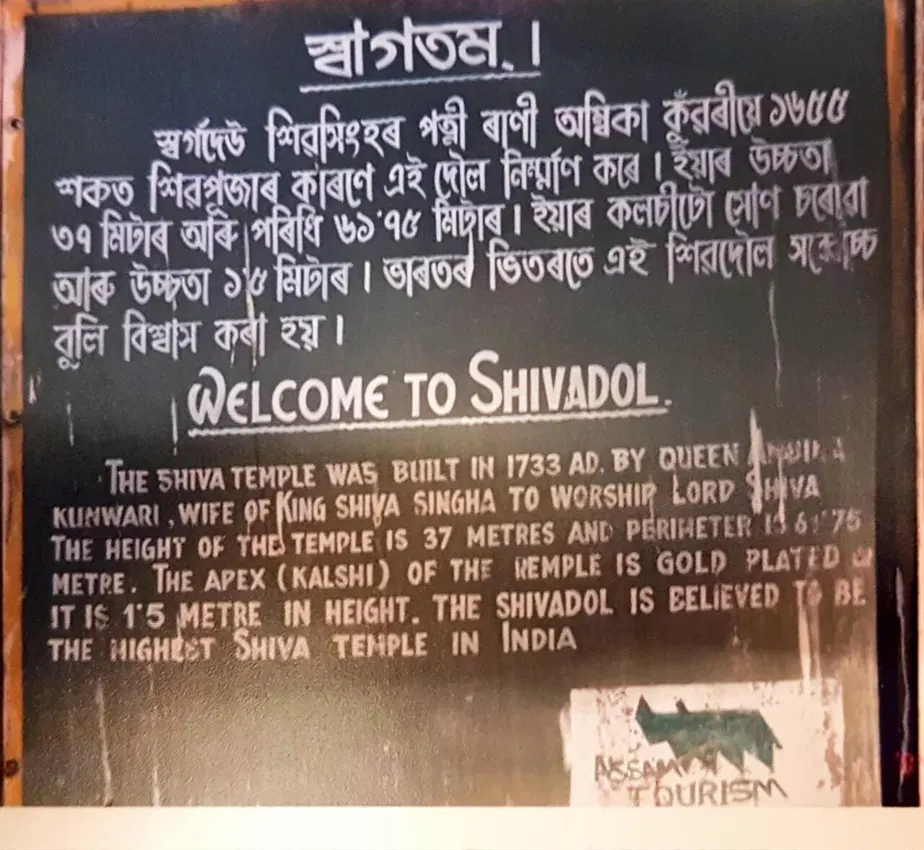 স্বাগতম.।
স্বৰ্গদেউ শিৱসিংহৰ পত্নী ৰাণী অম্বিকা কুঁৱৰীয়ে ১৬৫৫
শকত শিৱপূজাৰ কাৰণে এই দৌল নিৰ্ম্মাণ কৰে। ইয়াৰ উচ্চতা
৩৭ মিটাৰ আৰু পৰিধি ৬১·৭৫ মিটাৰ। ইয়াৰ কলচীটো সোণ চৰোৱা
আৰু উচ্চতা ১·৫ মিটাৰ। ভাৰতৰ ভিতৰতে এই শিৱদৌল
বুলি বিশ্বাস কৰা হয়।
WELCOME TO SHIVADOL.
THE SHIVA TEMPLE WAS BUILT IN 1733 AD. BY QUEEN
KUNWARI, WIFE OF KING SHIVA SINGHA TO WORSHIP LORD SHIVA
THE HEIGHT OF THE TEMPLE IS 37 METRES AND PERIMETER IS 61·75
METRE. THE APEX (KALSHI) OF THE REMPLE IS GOLD PLATED
IT IS 1·5 METRE IN HEIGHT. THE SHIVADOL IS BELIEVED TO BE
THE HIGHEST SHIVA TEMPLE IN INDIA
ASSAM
TOURISM